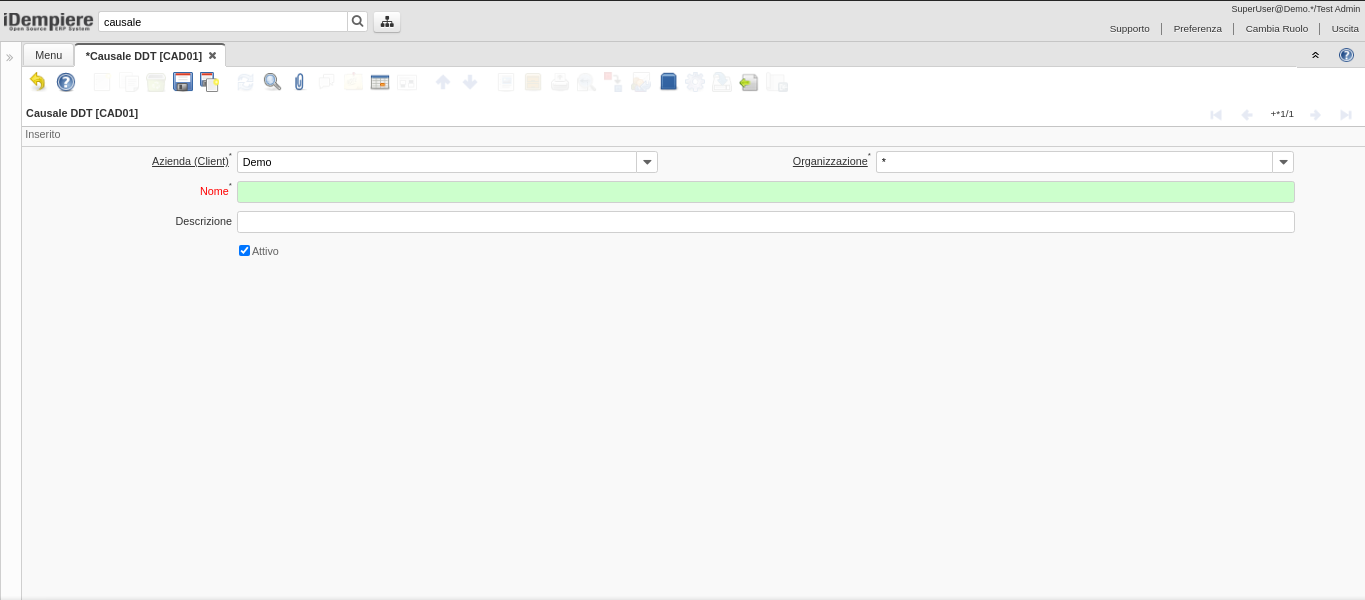 SuperUser@Demo.*/Test Admin
iDempiere
Open Source ERP System
causale
Supporto
Preferenza
Cambia Ruolo
Uscita
»
Menu
*Causale DDT [CAD01]
Causale DDT [CAD01]
+*1/1
Inserito
Azienda (Client)*
Demo
Organizzazione*
*
Nome*
Descrizione
Attivo